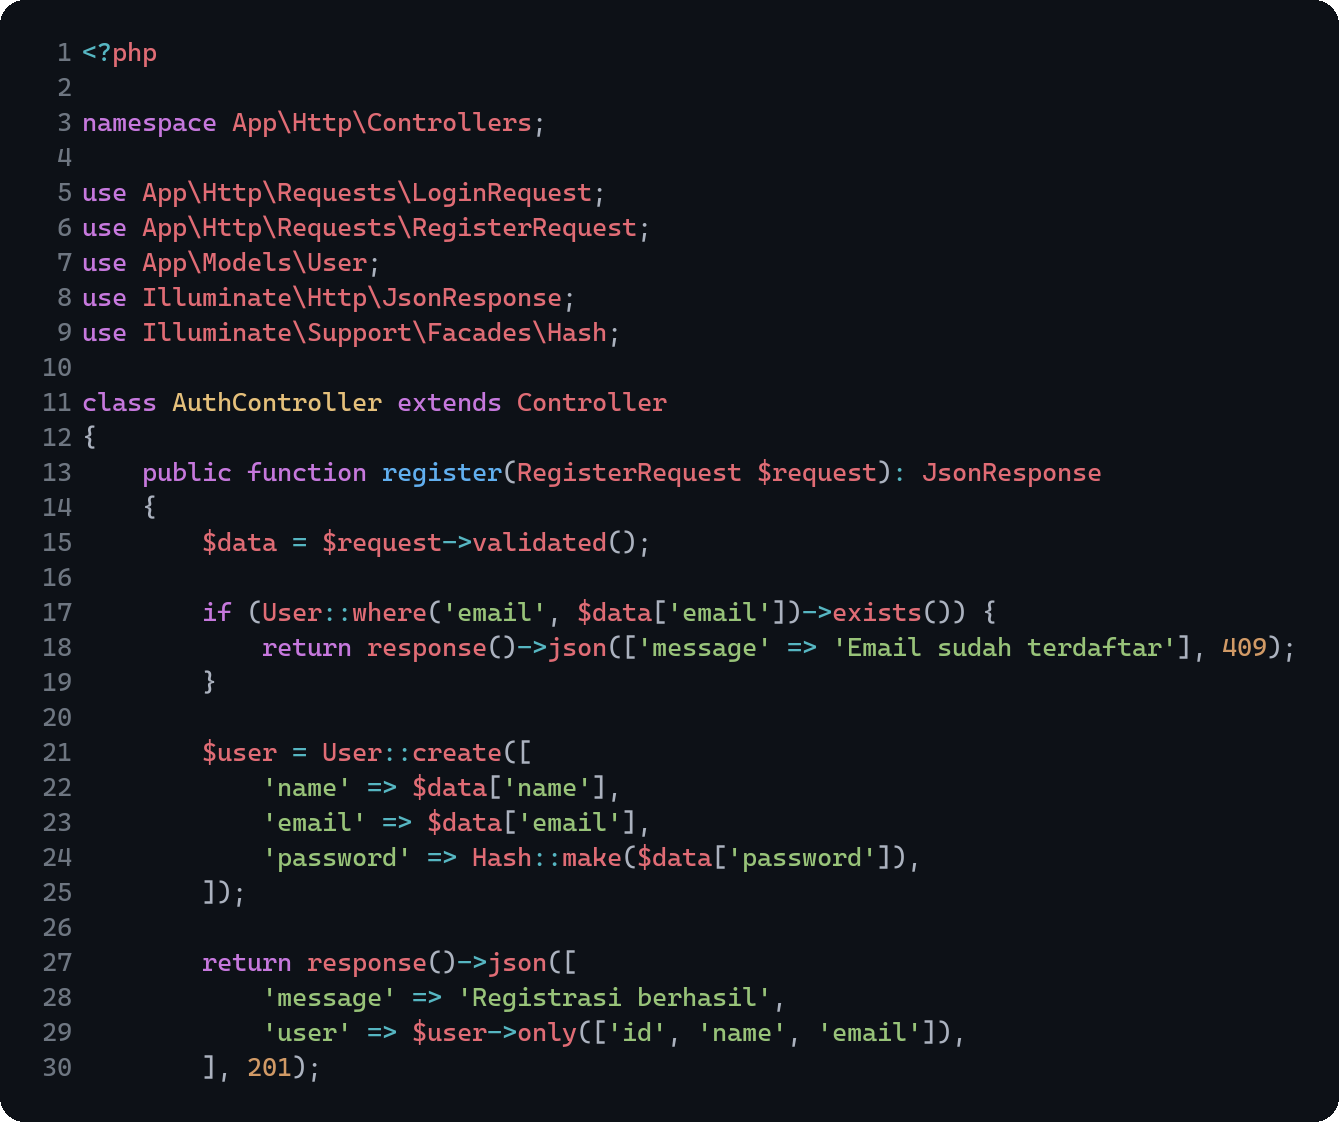 1 <?php
2
3 namespace App\Http\Controllers;
4
5 use App\Http\Requests\LoginRequest;
6 use App\Http\Requests\RegisterRequest;
7 use App\Models\User;
8 use Illuminate\Http\JsonResponse;
9 use Illuminate\Support\Facades\Hash;
10
11 class AuthController extends Controller
12 {
13     public function register(RegisterRequest $request): JsonResponse
14     {
15         $data = $request->validated();
16
17         if (User::where('email', $data['email'])->exists()) {
18             return response()->json(['message' => 'Email sudah terdaftar'], 409);
19         }
20
21         $user = User::create([
22             'name' => $data['name'],
23             'email' => $data['email'],
24             'password' => Hash::make($data['password']),
25         ]);
26
27         return response()->json([
28             'message' => 'Registrasi berhasil',
29             'user' => $user->only(['id', 'name', 'email']),
30         ], 201);